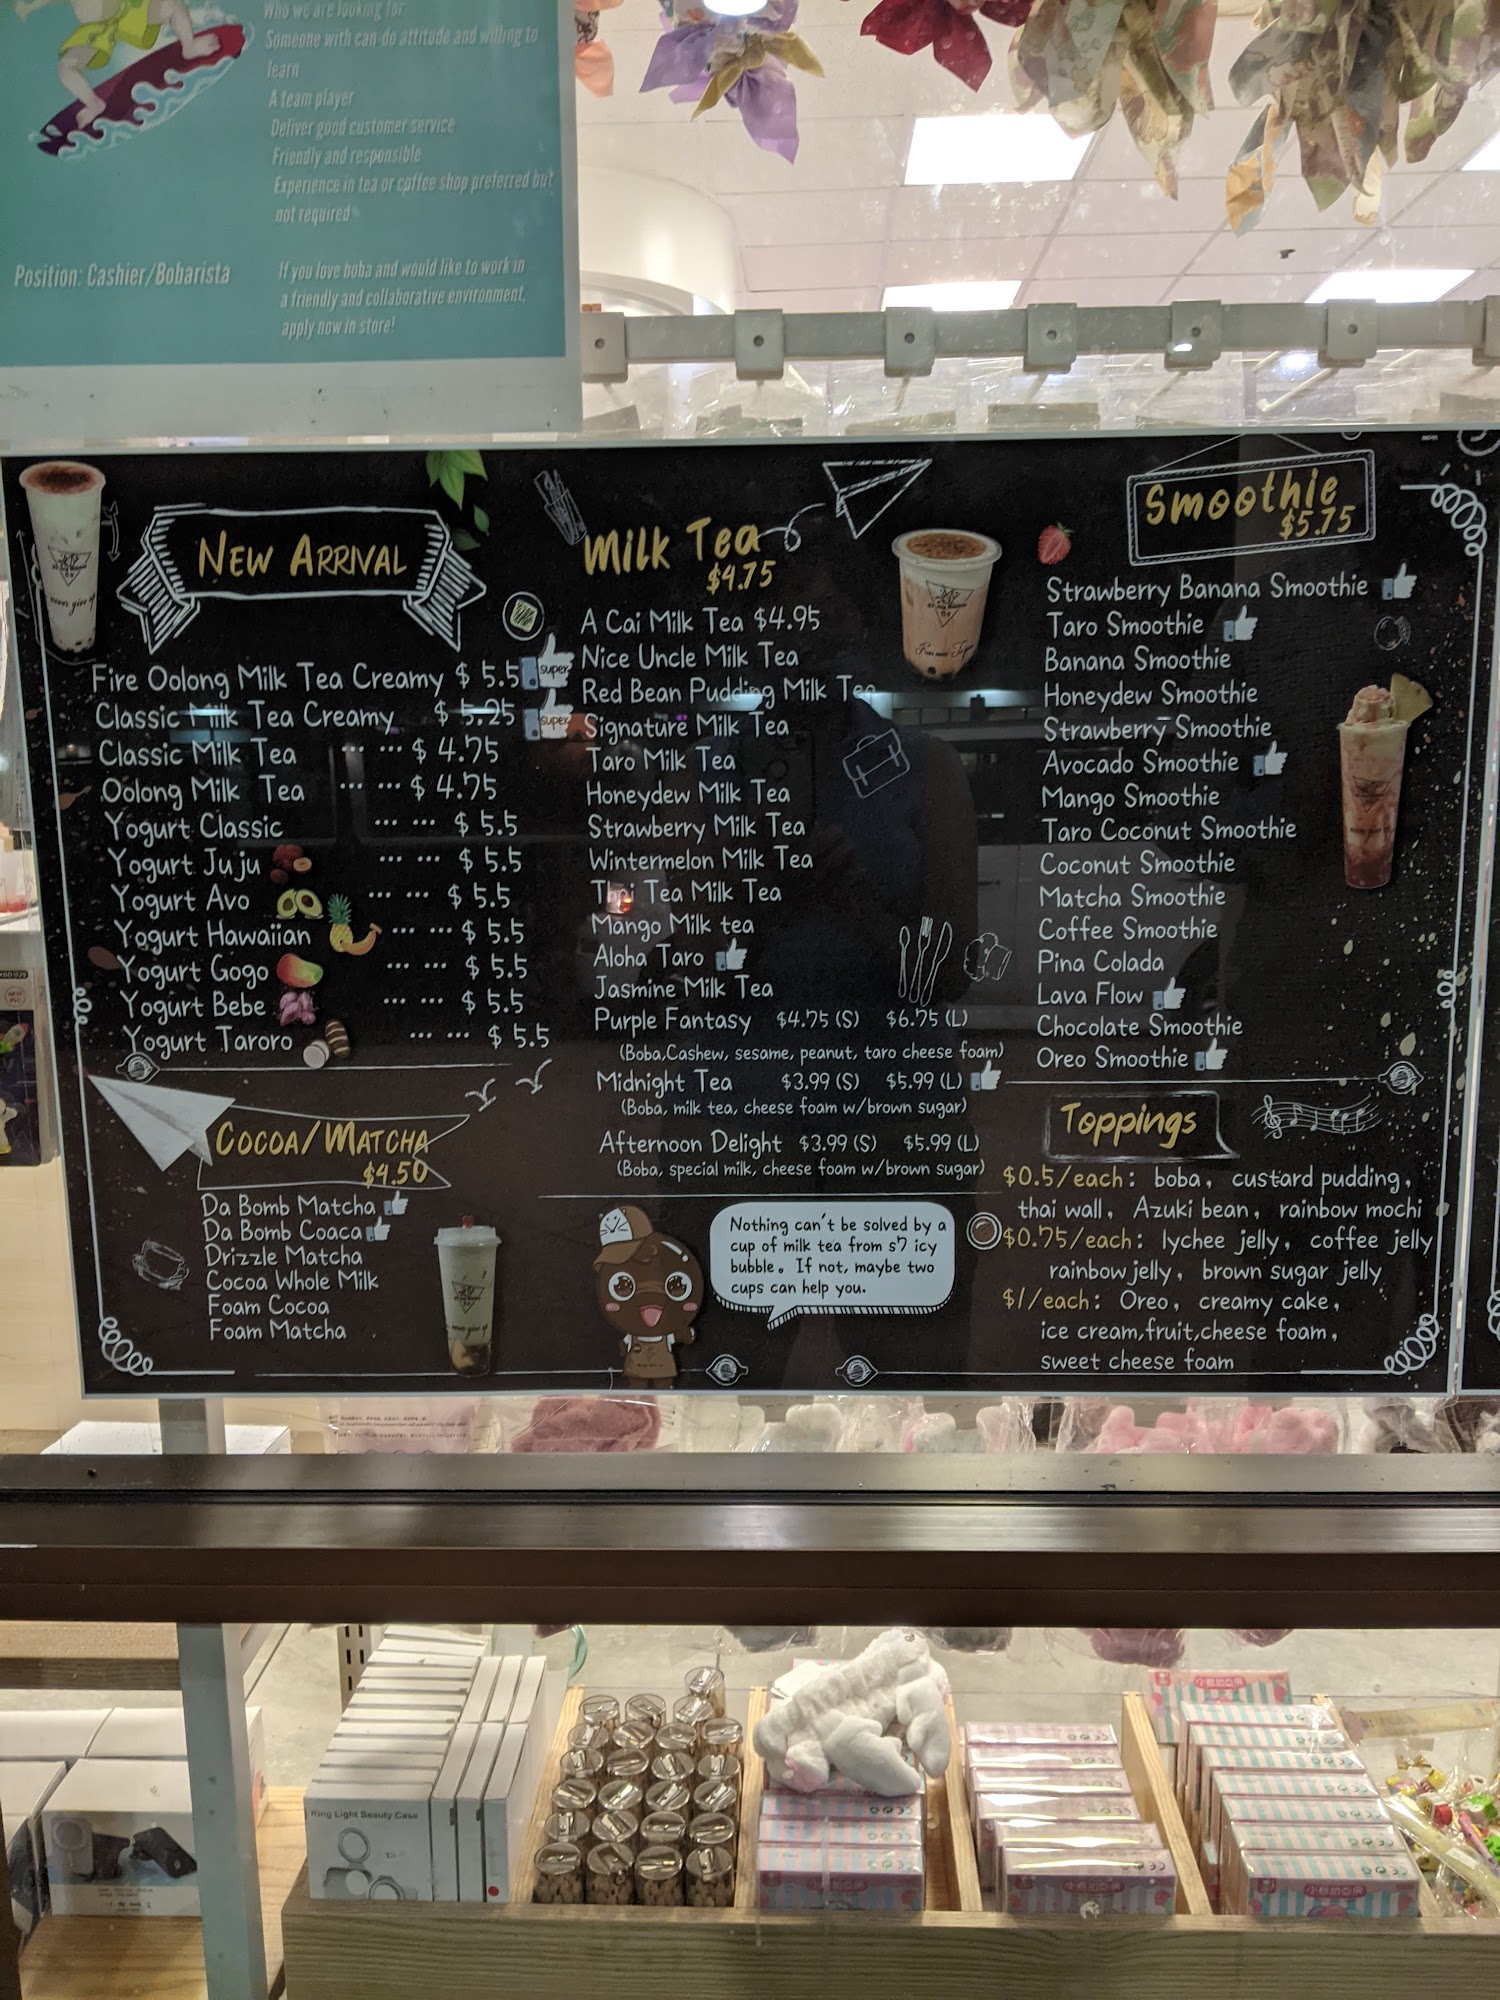 Who we are looking for:
Someone with can-do attitude and willing to
learn
A team player
Deliver good customer service
Friendly and responsible
Experience in tea or coffee shop preferred but
not required
Position: Cashier/Bobarista
If you love boba and would like to work in
a friendly and collaborative environment,
apply now in store!
NEW ARRIVAL
Fire Oolong Milk Tea Creamy $ 5.5 super
Classic Milk Tea Creamy $ 5.25 super
Classic Milk Tea ... ... $ 4.75
Oolong Milk Tea ... ... $ 4.75
Yogurt Classic ... ... $ 5.5
Yogurt Juju ... ... $ 5.5
Yogurt Avo ... ... $ 5.5
Yogurt Hawaiian ... ... $ 5.5
Yogurt Gogo ... ... $ 5.5
Yogurt Bebe ... ... $ 5.5
Yogurt Taroro ... ... $ 5.5
COCOA/MATCHA
$4.50
Da Bomb Matcha
Da Bomb Coaca
Drizzle Matcha
Cocoa Whole Milk
Foam Cocoa
Foam Matcha
never give up
Milk Tea
$4.75
A Cai Milk Tea $4.95
Nice Uncle Milk Tea
Red Bean Pudding Milk Tea
Signature Milk Tea
Taro Milk Tea
Honeydew Milk Tea
Strawberry Milk Tea
Wintermelon Milk Tea
Thai Tea Milk Tea
Mango Milk tea
Aloha Taro
Jasmine Milk Tea
Purple Fantasy $4.75 (S) $6.75 (L)
(Boba,Cashew, sesame, peanut, taro cheese foam)
Midnight Tea $3.99 (S) $5.99 (L)
(Boba, milk tea, cheese foam w/brown sugar)
Afternoon Delight $3.99 (S) $5.99 (L)
(Boba, special milk, cheese foam w/brown sugar)
Nothing can't be solved by a
cup of milk tea from s7 icy
bubble. If not, maybe two
cups can help you.
Smoothie
$5.75
Strawberry Banana Smoothie
Taro Smoothie
Banana Smoothie
Honeydew Smoothie
Strawberry Smoothie
Avocado Smoothie
Mango Smoothie
Taro Coconut Smoothie
Coconut Smoothie
Matcha Smoothie
Coffee Smoothie
Pina Colada
Lava Flow
Chocolate Smoothie
Oreo Smoothie
Toppings
$0.5/each: boba, custard pudding,
thai wall, Azuki bean, rainbow mochi
$0.75/each: lychee jelly, coffee jelly
rainbow jelly, brown sugar jelly
$1/each: Oreo, creamy cake,
ice cream,fruit,cheese foam,
sweet cheese foam
Ring Light Beauty Case